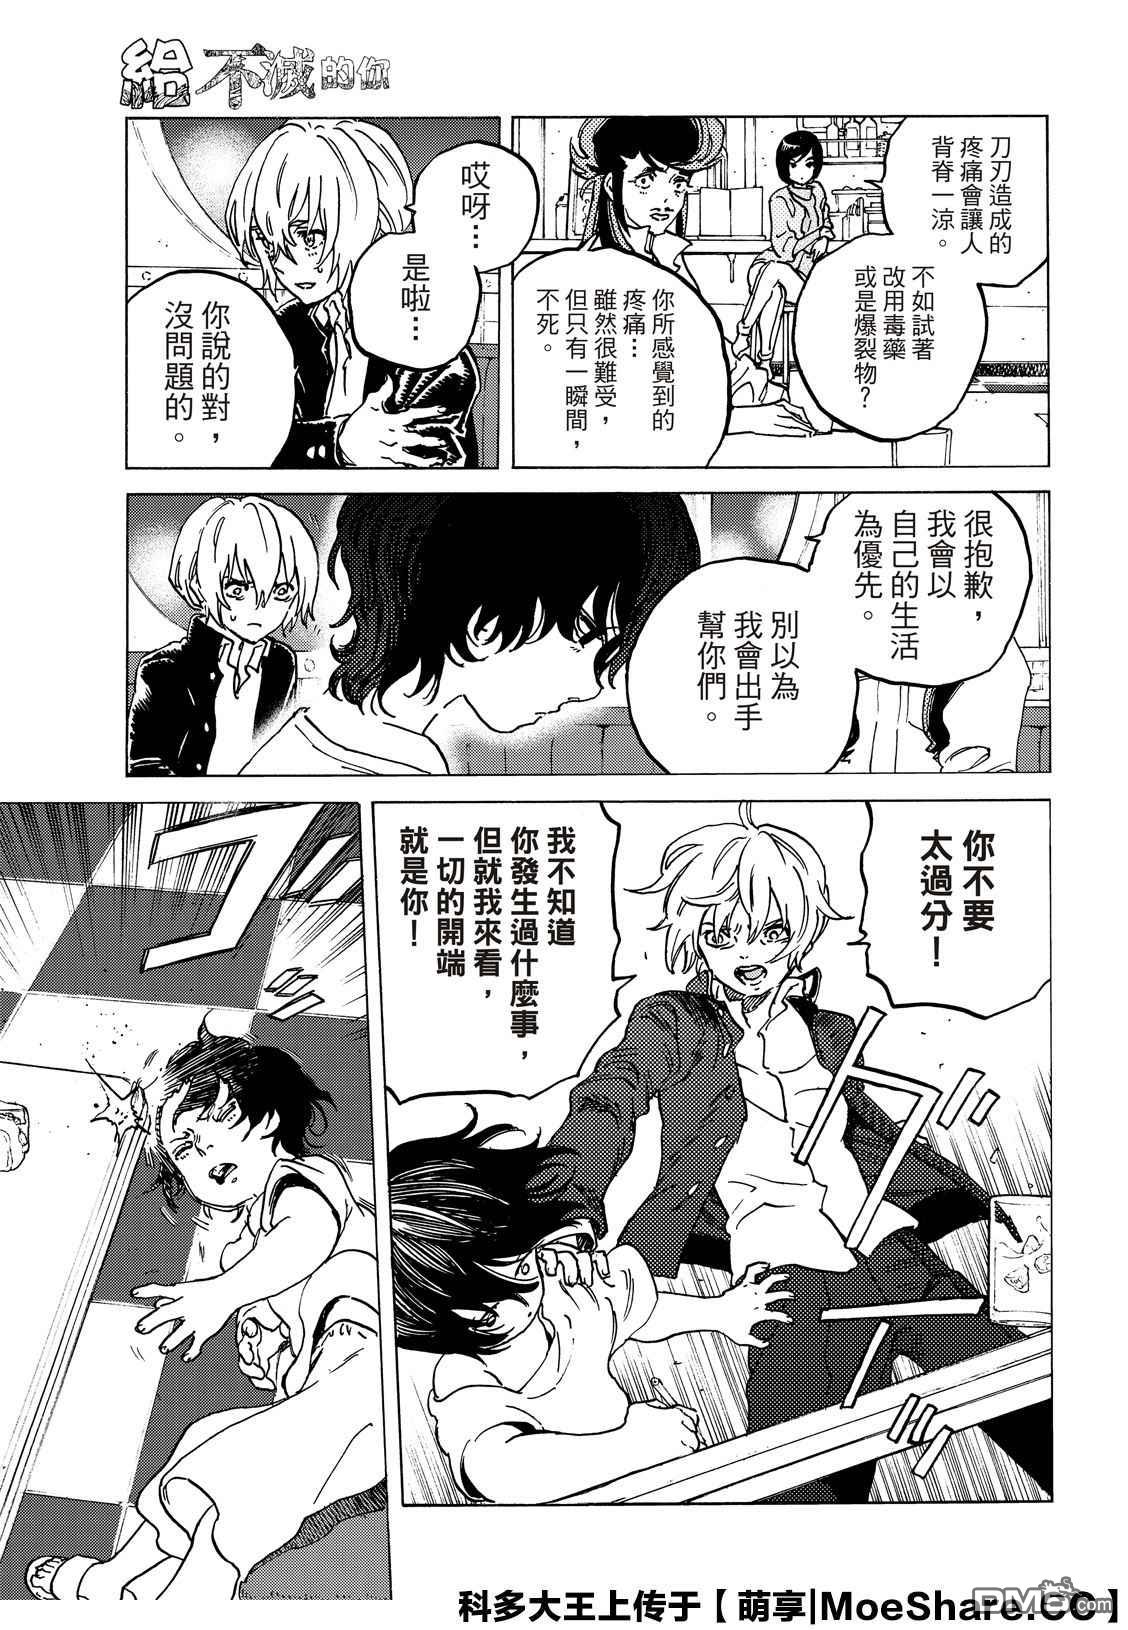 給不滅的你
刀刃造成的
疼痛會讓人
背脊一涼。
不如試著
改用毒藥
或是爆裂物？
你所感覺到的
疼痛…
雖然很難受，
但只有一瞬間，
不死。
哎呀…
是啦…
你說的對，
沒問題的。
很抱歉，
我會以
自己的生活
為優先。
別以為
我會出手
幫你們。
你不要
太過分！
我不知道
你發生過什麼事，
但就我來看，
一切的開端
就是你！
科多大王上传于【萌享|MoeShare.CC】